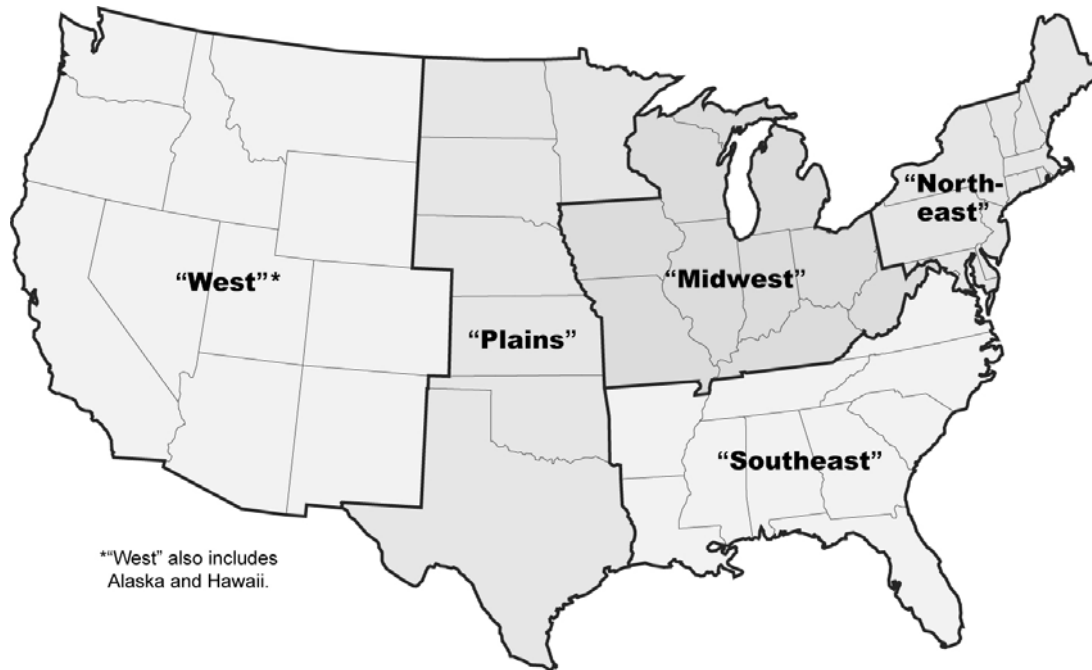 “North-
east”
“West”*
“Midwest”
“Plains”
“Southeast”
*“West” also includes
Alaska and Hawaii.